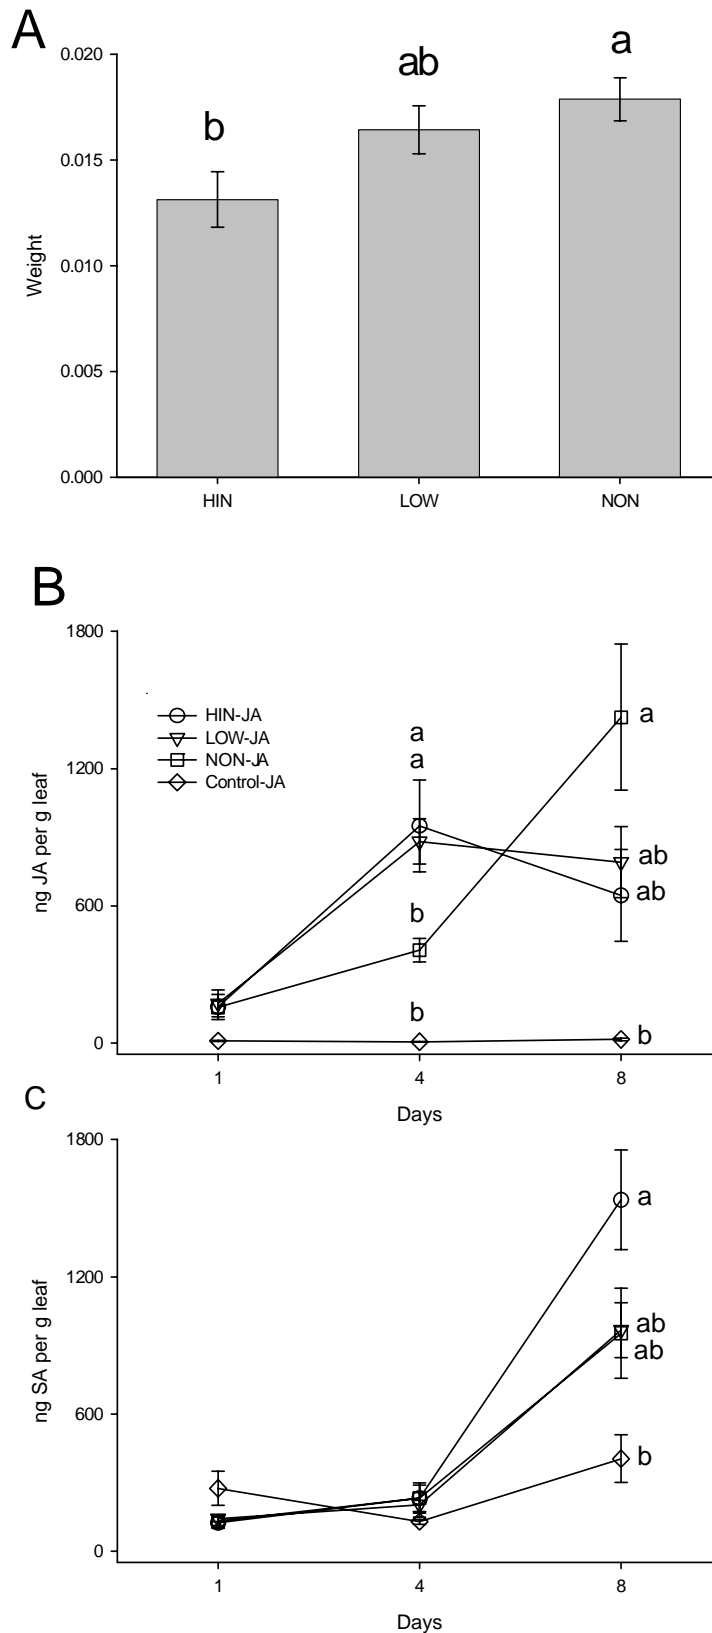 A
0.020
0.015
0.010
0.005
0.000
Weight
b
ab
a
HIN
LOW
NON
B
1800
1200
600
0
ng JA per g leaf
HIN-JA
LOW-JA
NON-JA
Control-JA
a
a
b
b
a
ab
ab
b
1
4
8
Days
C
1800
1200
600
0
ng SA per g leaf
a
ab
ab
b
1
4
8
Days